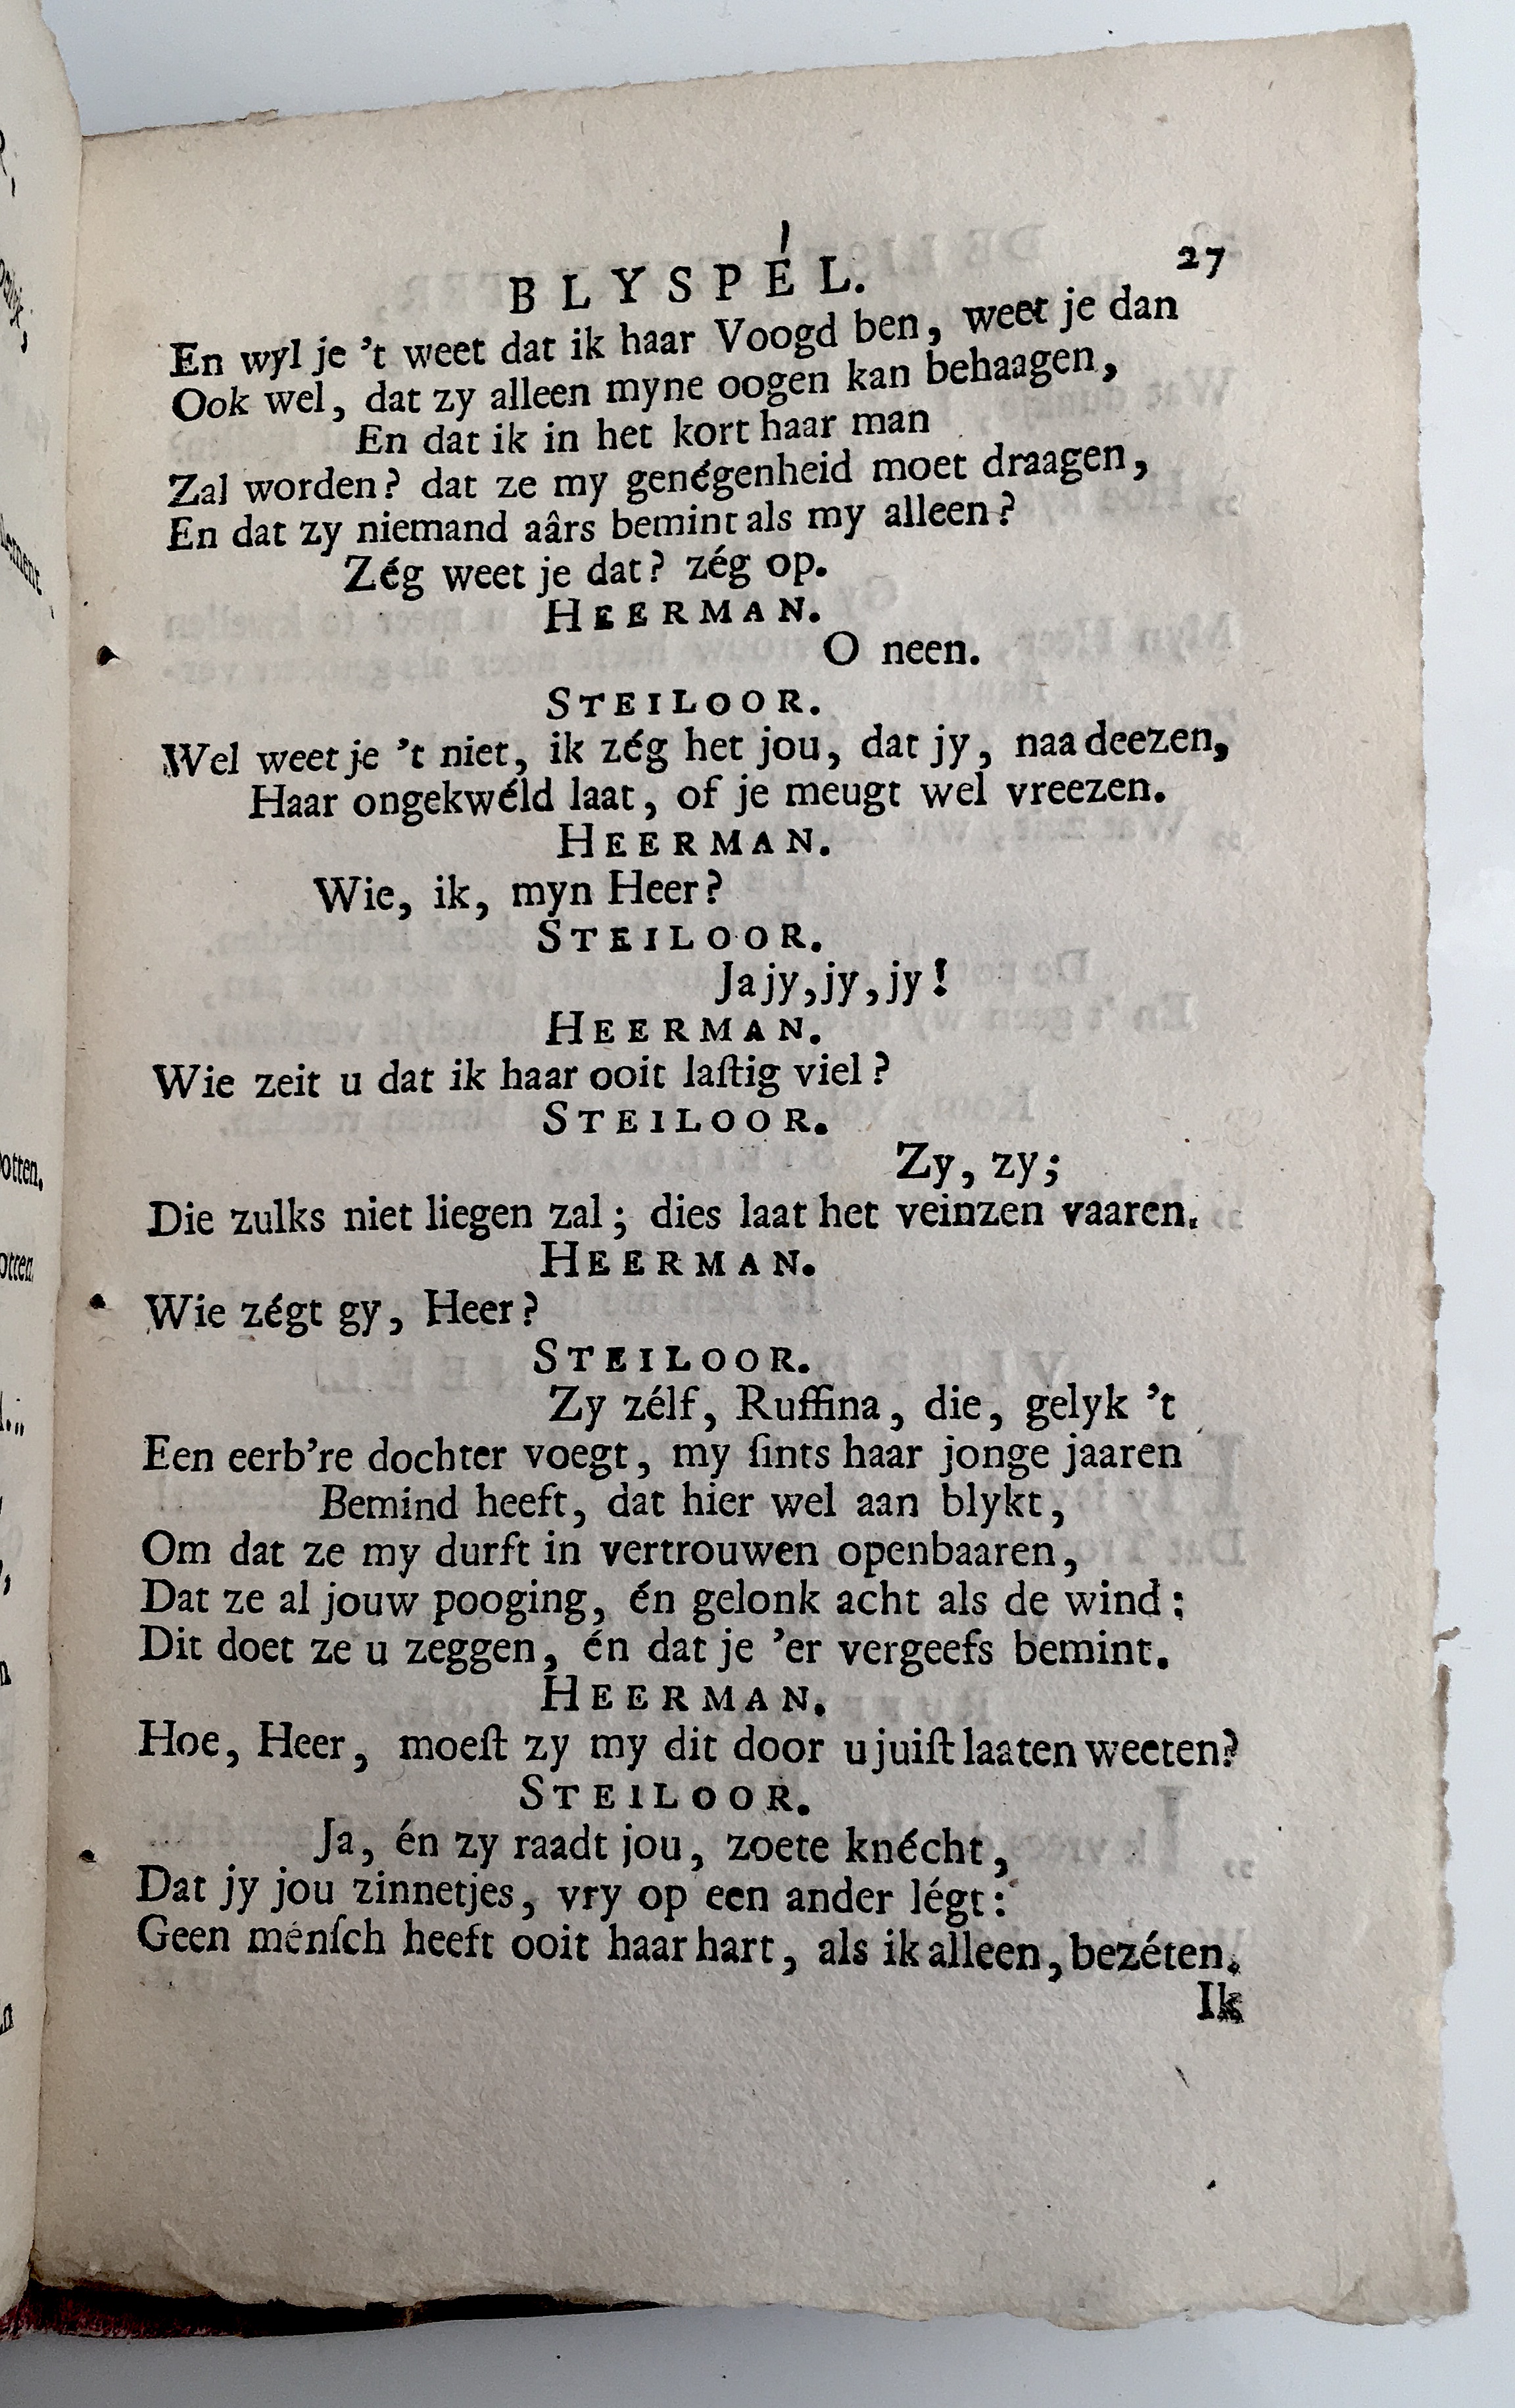 BLYSPÉL. 27
En wyl je 't weet dat ik haar Voogd ben, weet je dan
Ook wel, dat zy alleen myne oogen kan behaagen,
En dat ik in het kort haar man
Zal worden? dat ze my genégenheid moet draagen,
En dat zy niemand aârs bemint als my alleen?
Zég weet je dat? zég op.
HEERMAN.
O neen.
STEILOOR.
Wel weet je 't niet, ik zég het jou, dat jy, naa deezen,
Haar ongekwéld laat, of je meugt wel vreezen.
HEERMAN.
Wie, ik, myn Heer?
STEILOOR.
Ja jy, jy, jy!
HEERMAN.
Wie zeit u dat ik haar ooit laſtig viel?
STEILOOR.
Zy, zy;
Die zulks niet liegen zal; dies laat het veinzen vaaren.
HEERMAN.
Wie zégt gy, Heer?
STEILOOR.
Zy zélf, Ruffina, die, gelyk 't
Een eerb're dochter voegt, my ſints haar jonge jaaren
Bemind heeft, dat hier wel aan blykt,
Om dat ze my durft in vertrouwen openbaaren,
Dat ze al jouw pooging, én gelonk acht als de wind;
Dit doet ze u zeggen, én dat je 'er vergeefs bemint.
HEERMAN.
Hoe, Heer, moeſt zy my dit door u juiſt laaten weeten?
STEILOOR.
Ja, én zy raadt jou, zoete knécht,
Dat jy jou zinnetjes, vry op een ander légt:
Geen ménſch heeft ooit haar hart, als ik alleen, bezéten.
Ik